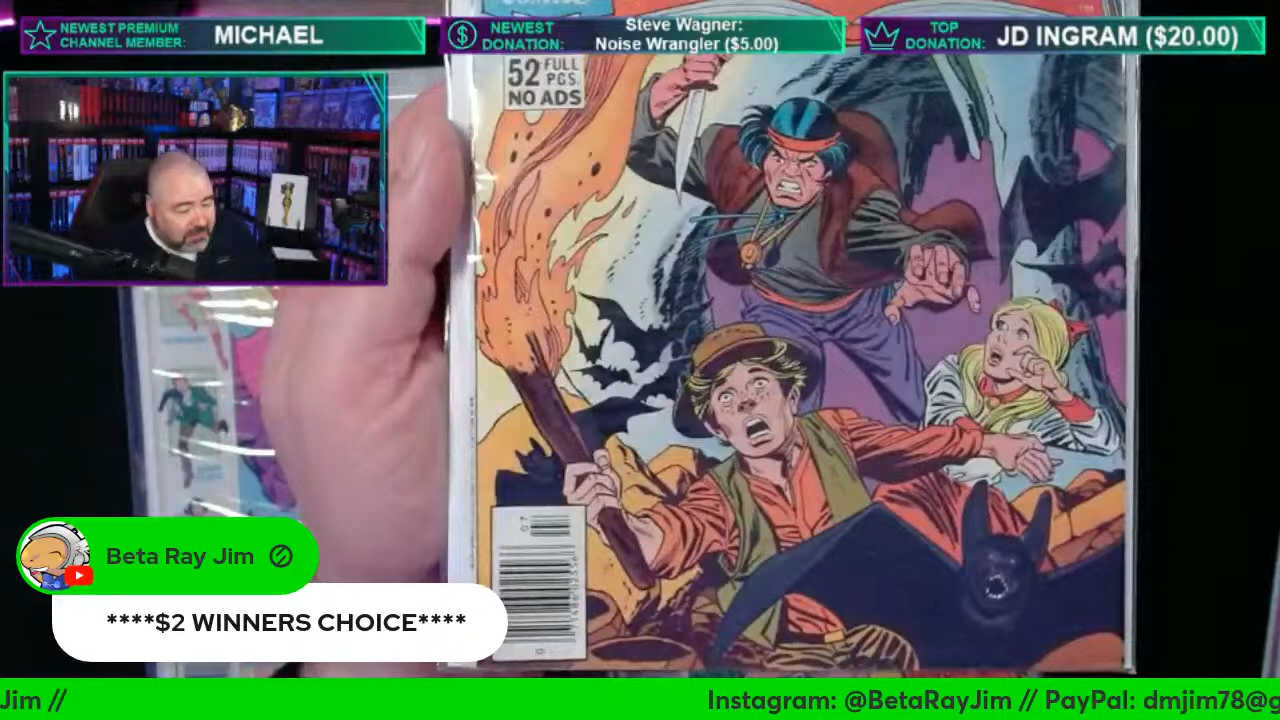 NEWEST PREMIUM
CHANNEL MEMBER:
MICHAEL
NEWEST
DONATION:
Steve Wagner:
Noise Wrangler ($5.00)
TOP
DONATION:
JD INGRAM ($20.00)
52 FULL
PGS.
NO ADS
07
Beta Ray Jim
****$2 WINNERS CHOICE****
Jim //
Instagram: @BetaRayJim // PayPal: dmjim78@g